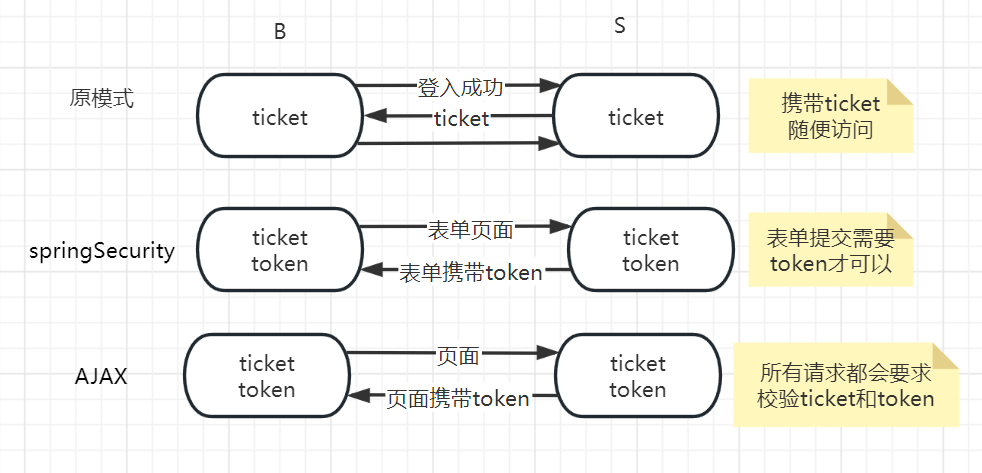 B
S
原模式
ticket
登入成功
ticket
ticket
携带ticket
随便访问
springSecurity
ticket
token
表单页面
表单携带token
ticket
token
表单提交需要
token才可以
AJAX
ticket
token
页面
页面携带token
ticket
token
所有请求都会要求
校验ticket和token